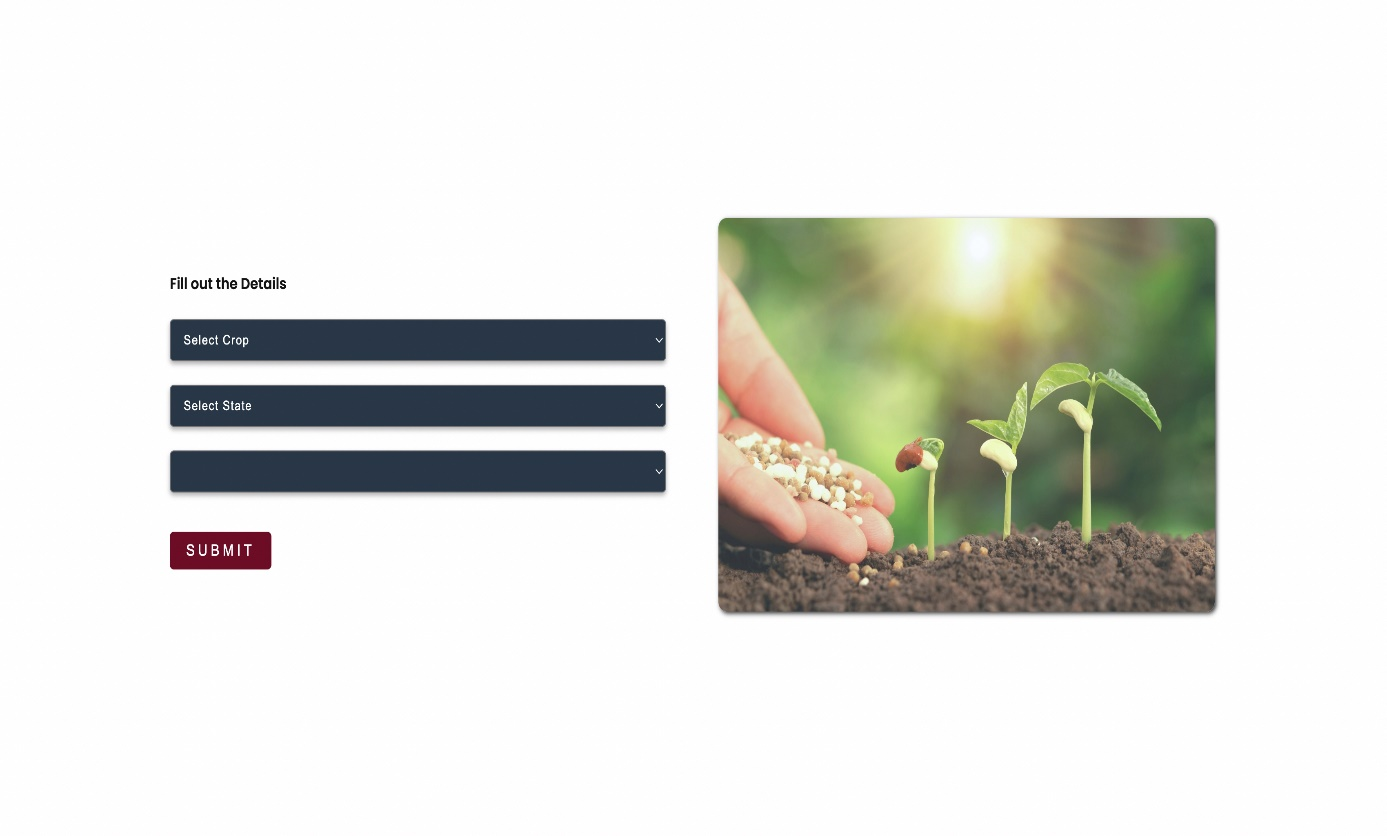 Fill out the Details
Select Crop
Select State
SUBMIT